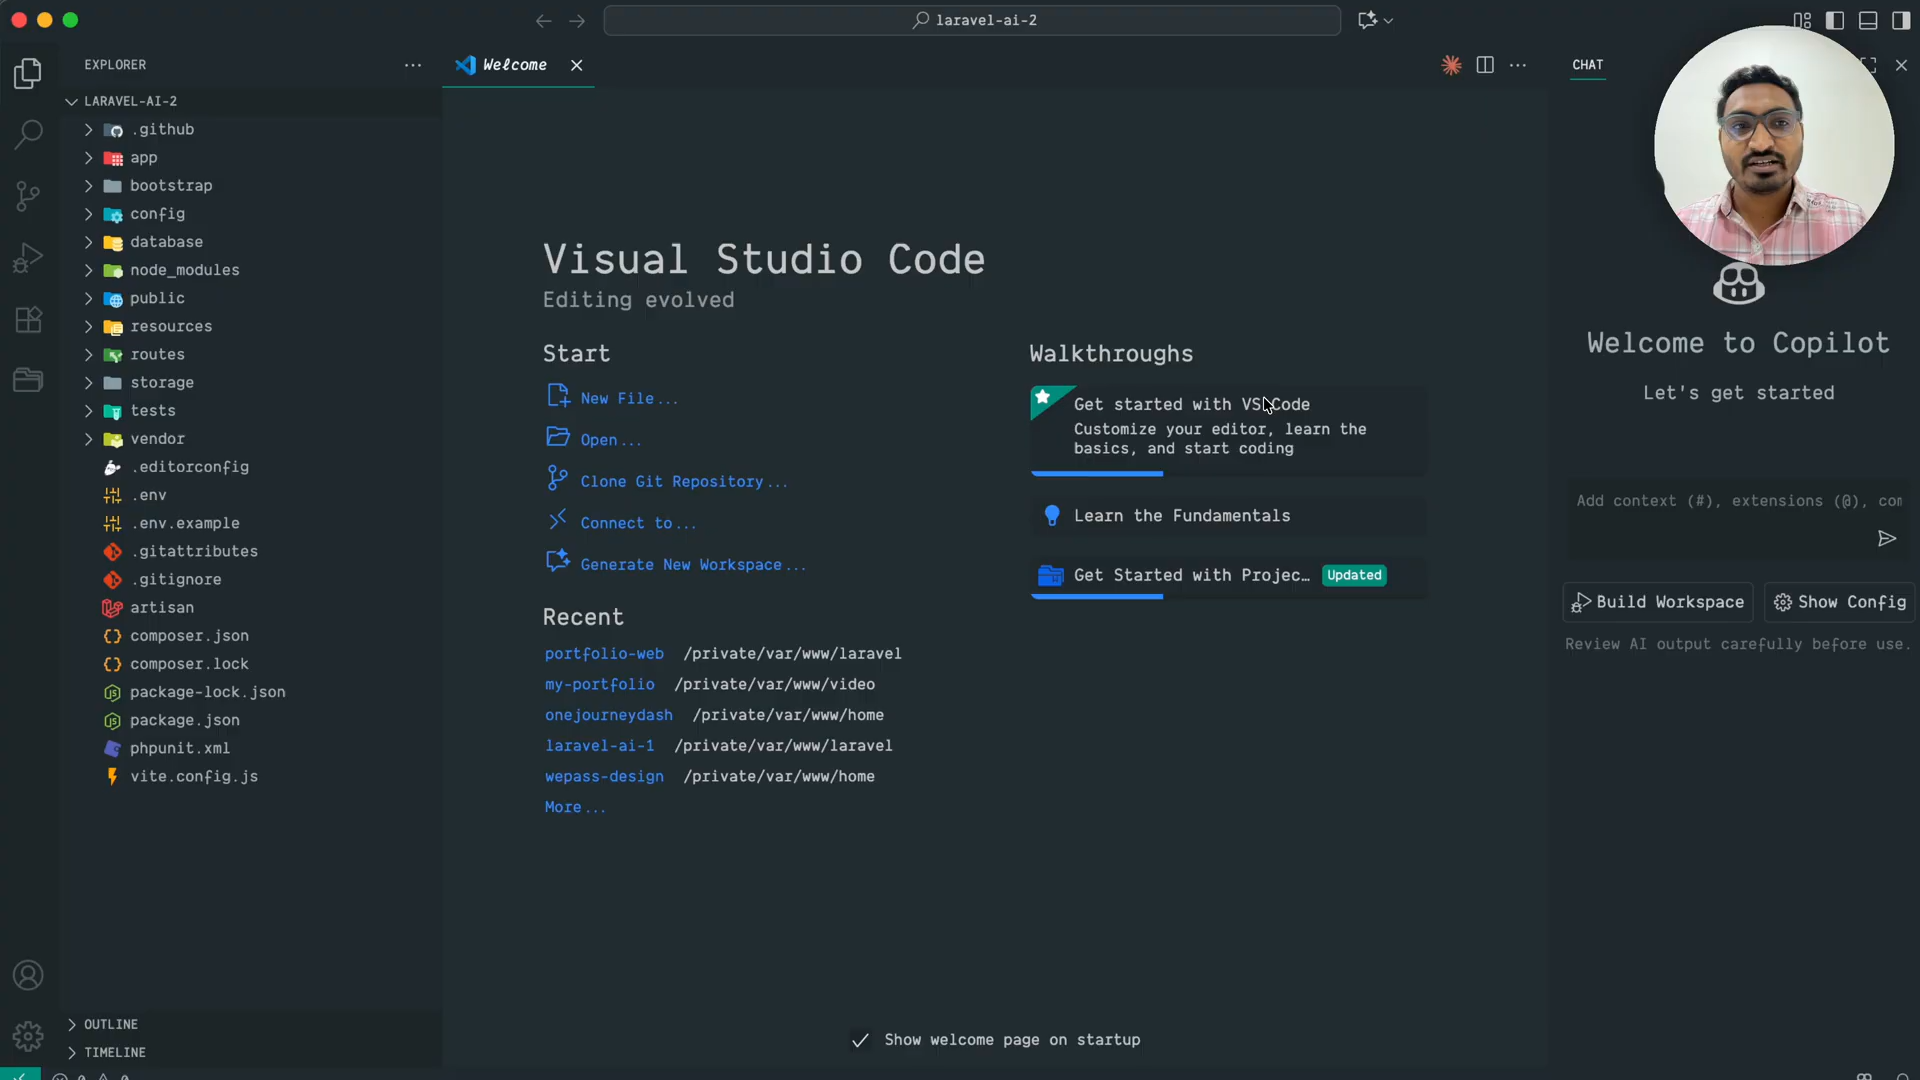 laravel-ai-2
EXPLORER
Welcome
CHAT
LARAVEL-AI-2
.github
app
bootstrap
config
database
node_modules
public
resources
routes
storage
tests
vendor
.editorconfig
.env
.env.example
.gitattributes
.gitignore
artisan
composer.json
composer.lock
package-lock.json
package.json
phpunit.xml
vite.config.js
OUTLINE
TIMELINE
Visual Studio Code
Editing evolved
Start
New File...
Open...
Clone Git Repository...
Connect to...
Generate New Workspace...
Recent
portfolio-web /private/var/www/laravel
my-portfolio /private/var/www/video
onejourneydash /private/var/www/home
laravel-ai-1 /private/var/www/laravel
wepass-design /private/var/www/home
More...
Walkthroughs
Get started with VS Code
Customize your editor, learn the
basics, and start coding
Learn the Fundamentals
Get Started with Projec… Updated
Show welcome page on startup
Welcome to Copilot
Let's get started
Add context (#), extensions (@), com
Build Workspace Show Config
Review AI output carefully before use.